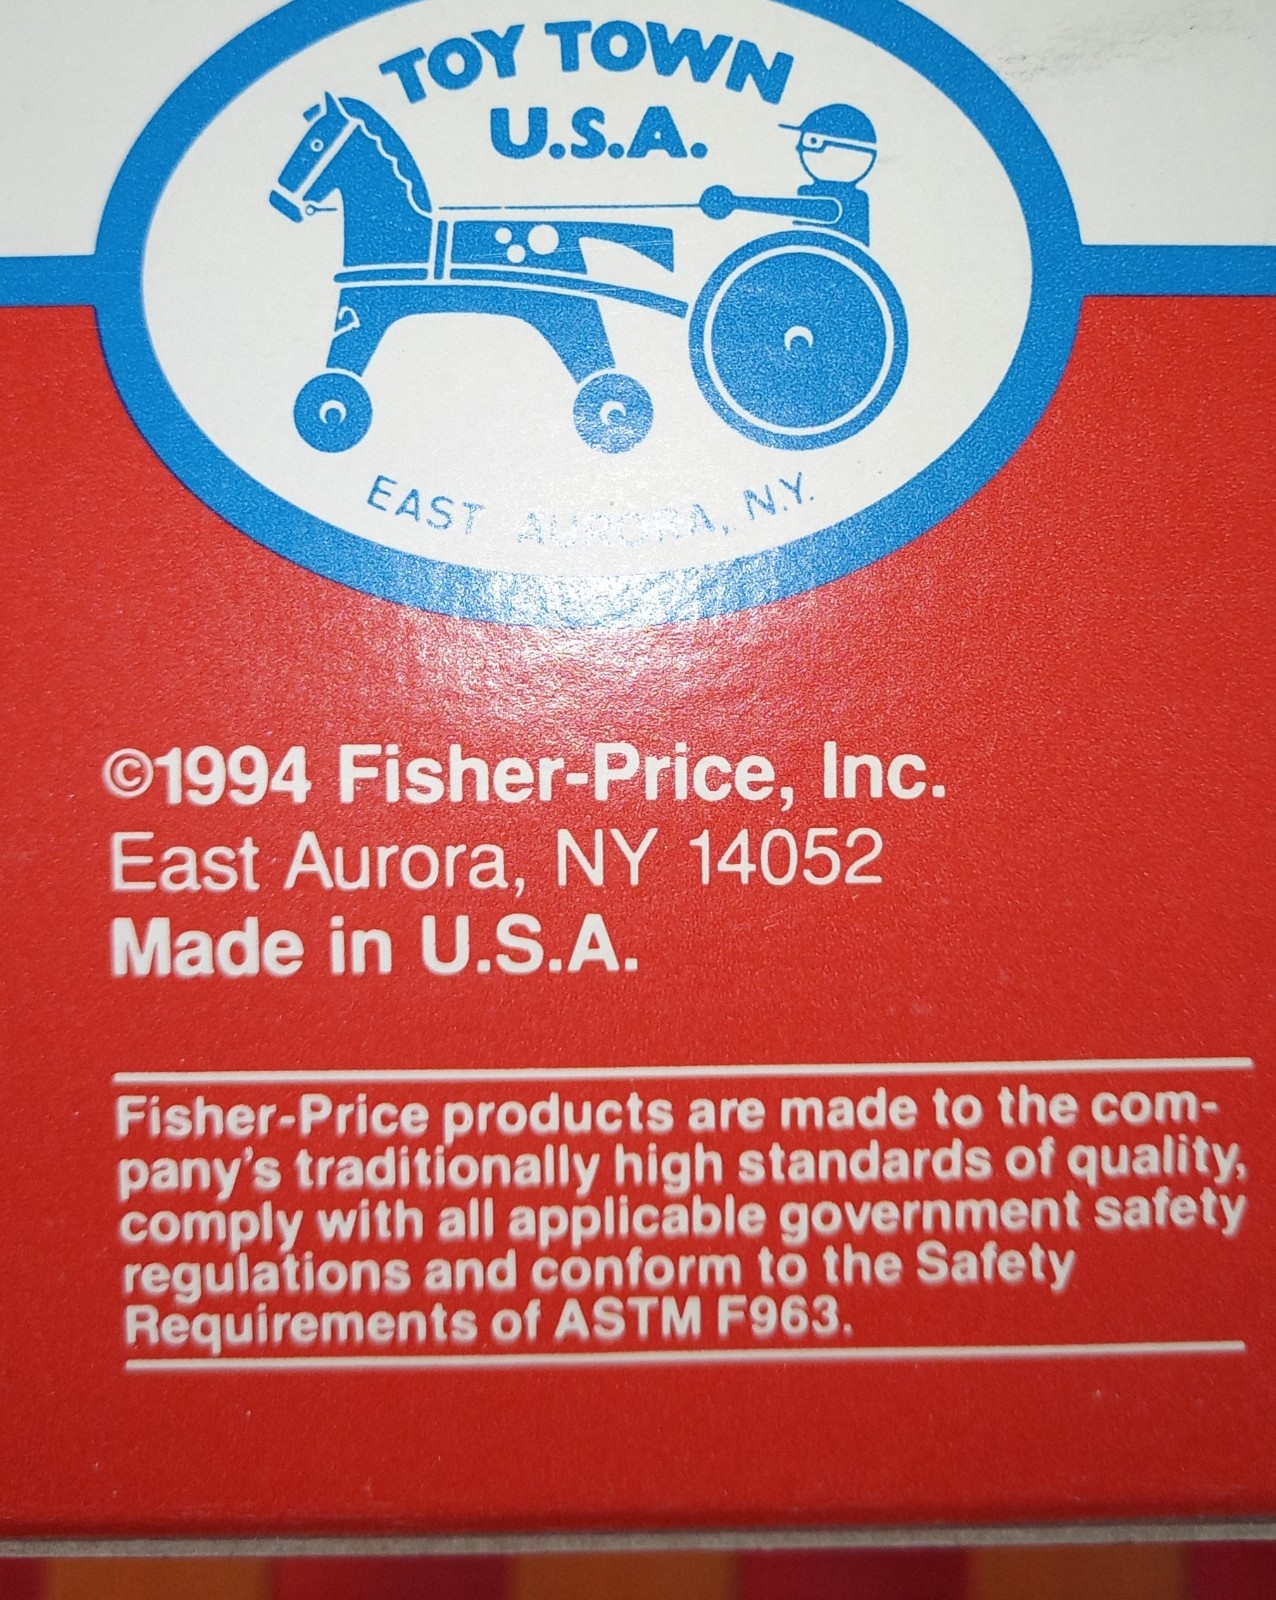 TOY TOWN
U.S.A.
EAST AURORA, N.Y.
©1994 Fisher-Price, Inc.
East Aurora, NY 14052
Made in U.S.A.
Fisher-Price products are made to the com-
pany's traditionally high standards of quality,
comply with all applicable government safety
regulations and conform to the Safety
Requirements of ASTM F963.